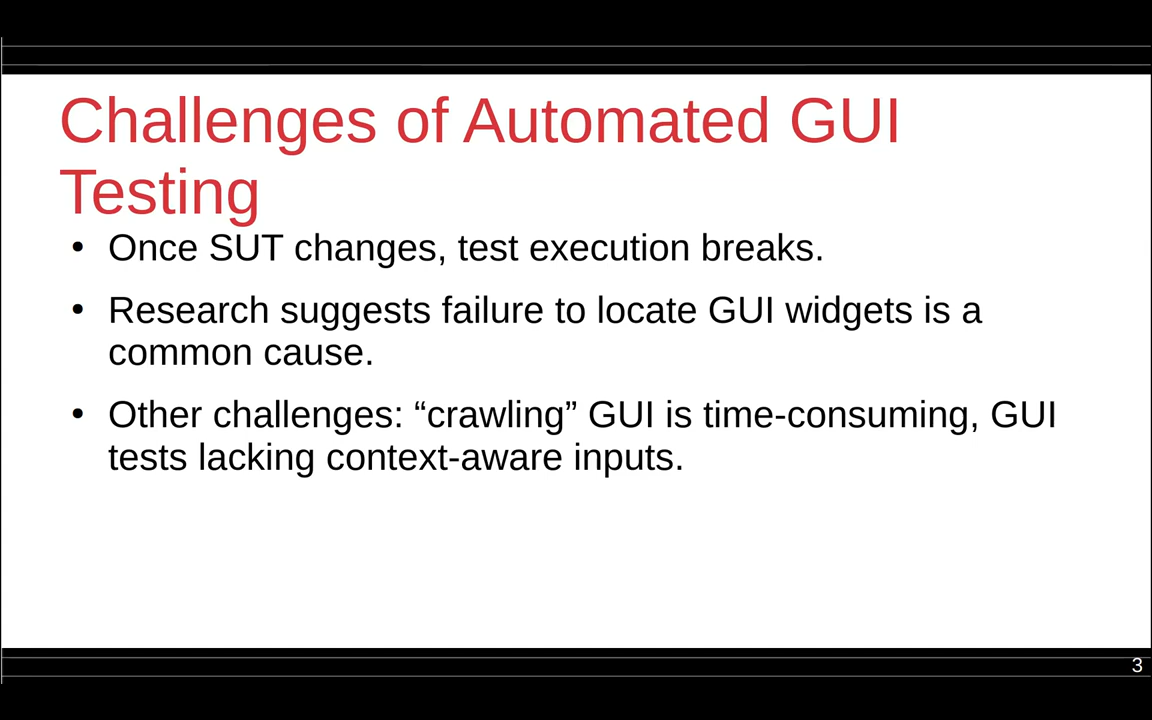 Challenges of Automated GUI
Testing
• Once SUT changes, test execution breaks.
• Research suggests failure to locate GUI widgets is a
common cause.
• Other challenges: “crawling” GUI is time-consuming, GUI
tests lacking context-aware inputs.
3